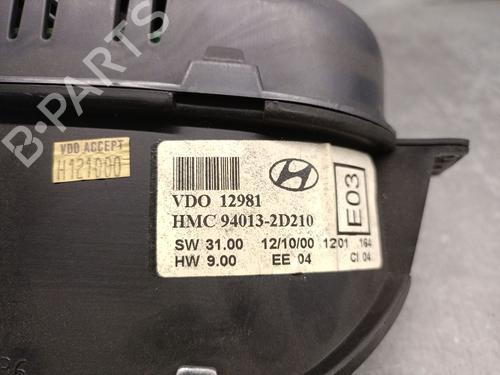 B-PARTS
VDO ACCEPT
H121000
VDO 12981
HMC 94013-2D210
E03
SW 31.00 12/10/00 1201 164
HW 9.00 EE 04 CI 04